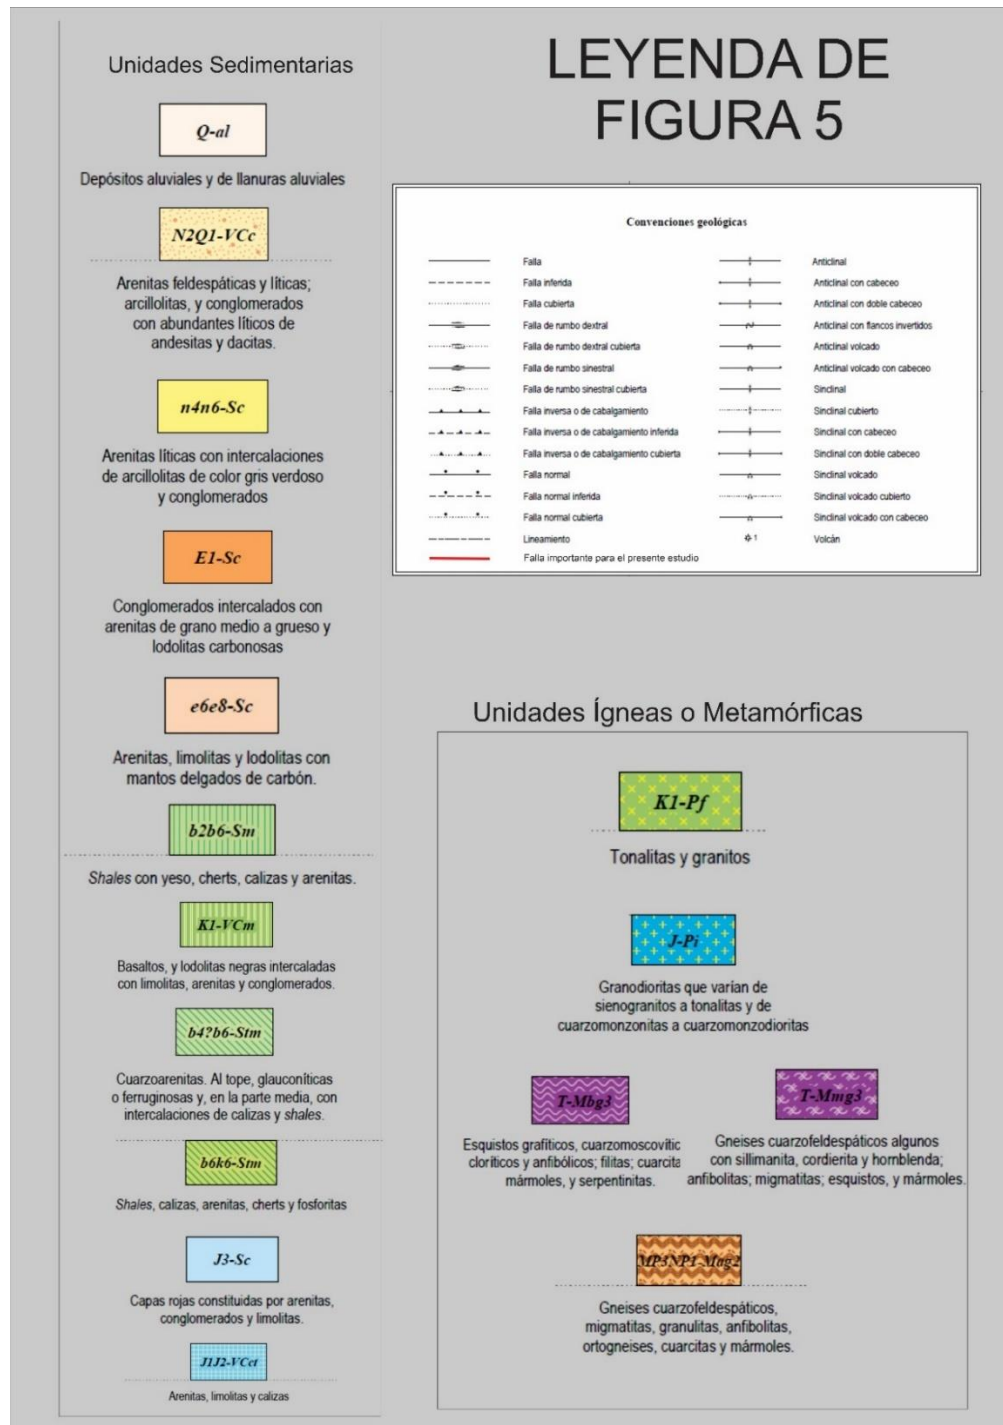 Unidades Sedimentarias
Q-al
Depósitos aluviales y de llanuras aluviales
N2Q1-VCc
Arenitas feldespáticas y líticas;
arcillolitas, y conglomerados
con abundantes líticos de
andesitas y dacitas.
n4n6-Sc
Arenitas líticas con intercalaciones
de arcillolitas de color gris verdoso
y conglomerados
E1-Sc
Conglomerados intercalados con
arenitas de grano medio a grueso y
lodolitas carbonosas
e6e8-Sc
Arenitas, limolitas y lodolitas con
mantos delgados de carbón.
b2b6-Sm
Shales con yeso, cherts, calizas y arenitas.
K1-VCm
Basaltos, y lodolitas negras intercaladas
con limolitas, arenitas y conglomerados.
b4?b6-Stm
Cuarzoarenitas. Al tope, glauconíticas
o ferruginosas y, en la parte media, con
intercalaciones de calizas y shales.
b6k6-Stm
Shales, calizas, arenitas, cherts y fosforitas
J3-Sc
Capas rojas constituidas por arenitas,
conglomerados y limolitas.
J1J2-VCct
Arenitas, limolitas y calizas
LEYENDA DE
FIGURA 5
Convenciones geológicas
Falla
Falla inferida
Falla cubierta
Falla de rumbo dextral
Falla de rumbo dextral cubierta
Falla de rumbo sinestral
Falla de rumbo sinestral cubierta
Falla inversa o de cabalgamiento
Falla inversa o de cabalgamiento inferida
Falla inversa o de cabalgamiento cubierta
Falla normal
Falla normal inferida
Falla normal cubierta
Lineamiento
Falla importante para el presente estudio
Anticlinal
Anticlinal con cabeceo
Anticlinal con doble cabeceo
Anticlinal con flancos invertidos
Anticlinal volcado
Anticlinal volcado con cabeceo
Sinclinal
Sinclinal cubierto
Sinclinal con cabeceo
Sinclinal con doble cabeceo
Sinclinal volcado
Sinclinal volcado cubierto
Sinclinal volcado con cabeceo
1 Volcán
Unidades Ígneas o Metamórficas
K1-Pf
Tonalitas y granitos
J-Pi
Granodioritas que varían de
sienogranitos a tonalitas y de
cuarzomonzonitas a cuarzomonzodioritas
T-Mbg3
Esquistos grafíticos, cuarzomoscovític
cloríticos y anfibólicos; filitas; cuarcita
mármoles, y serpentinitas.
T-Mmg3
Gneises cuarzofeldespáticos algunos
con sillimanita, cordierita y hornblenda;
anfibolitas; migmatitas; esquistos, y mármoles.
MP3NP1-Mag2
Gneises cuarzofeldespáticos,
migmatitas, granulitas, anfibolitas,
ortogneises, cuarcitas y mármoles.